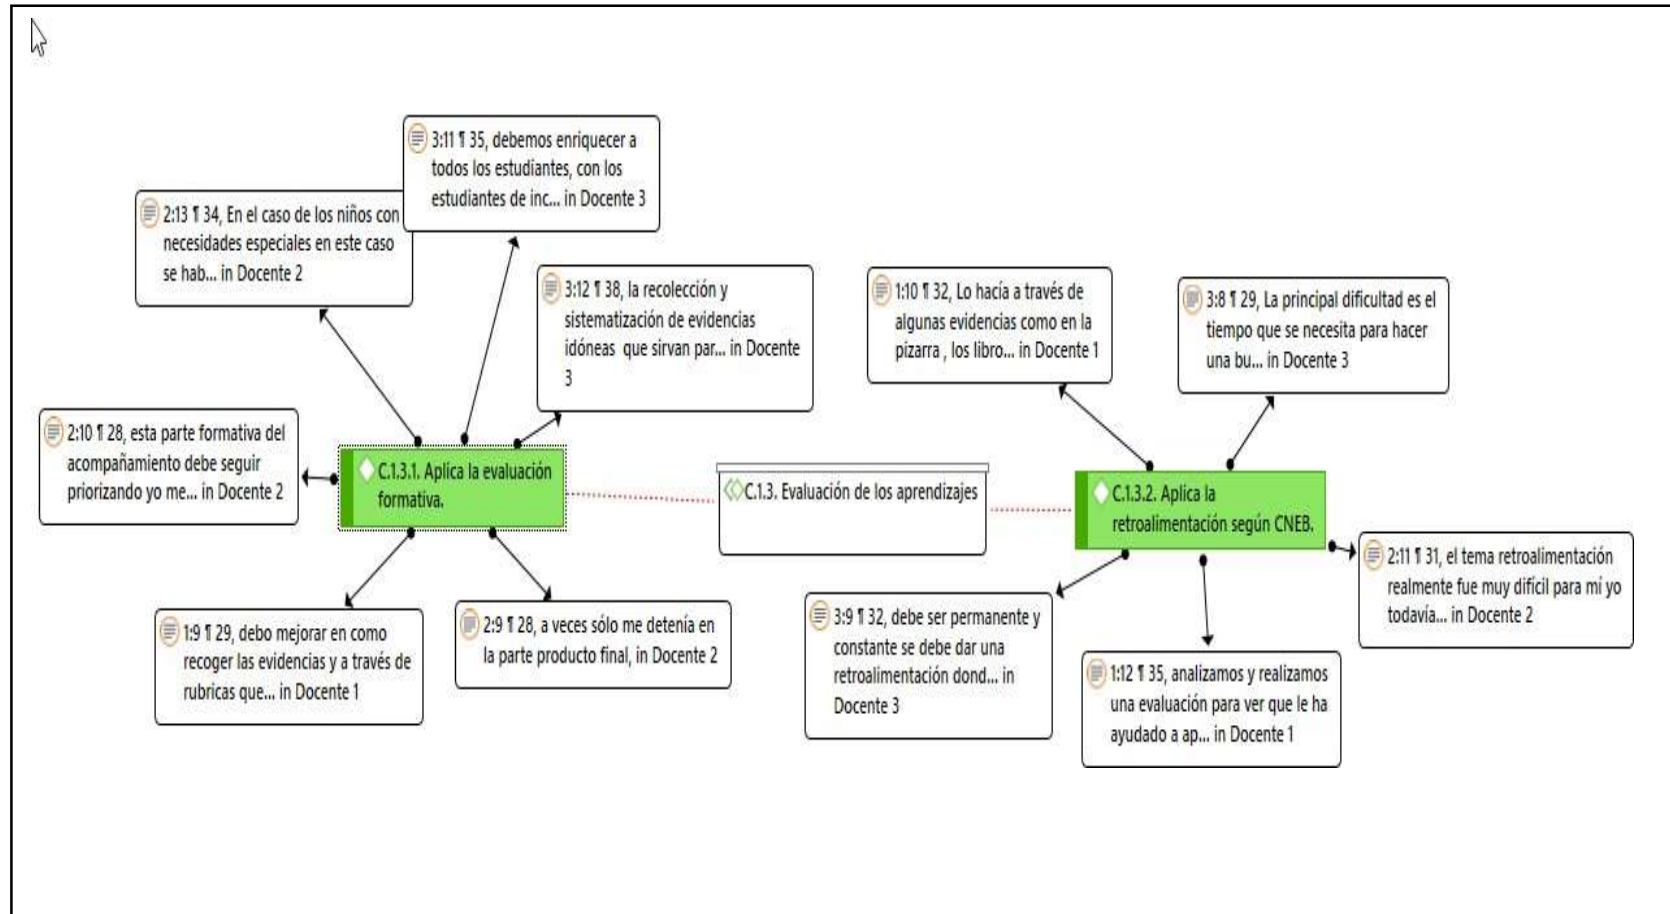 3:11 ¶ 35, debemos enriquecer a
todos los estudiantes, con los
estudiantes de inc... in Docente 3
2:13 ¶ 34, En el caso de los niños con
necesidades especiales en este caso
se hab... in Docente 2
3:12 ¶ 38, la recolección y
sistematización de evidencias
idóneas que sirvan par... in Docente
3
1:10 ¶ 32, Lo hacía a través de
algunas evidencias como en la
pizarra , los libro... in Docente 1
3:8 ¶ 29, La principal dificultad es el
tiempo que se necesita para hacer
una bu... in Docente 3
2:10 ¶ 28, esta parte formativa del
acompañamiento debe seguir
priorizando yo me... in Docente 2
C.1.3.1. Aplica la evaluación
formativa.
C.1.3. Evaluación de los aprendizajes
C.1.3.2. Aplica la
retroalimentación según CNEB.
2:11 ¶ 31, el tema retroalimentación
realmente fue muy difícil para mí yo
todavía... in Docente 2
1:9 ¶ 29, debo mejorar en como
recoger las evidencias y a través de
rubricas que... in Docente 1
2:9 ¶ 28, a veces sólo me detenía en
la parte producto final, in Docente 2
3:9 ¶ 32, debe ser permanente y
constante se debe dar una
retroalimentación dond... in
Docente 3
1:12 ¶ 35, analizamos y realizamos
una evaluación para ver que le ha
ayudado a ap... in Docente 1